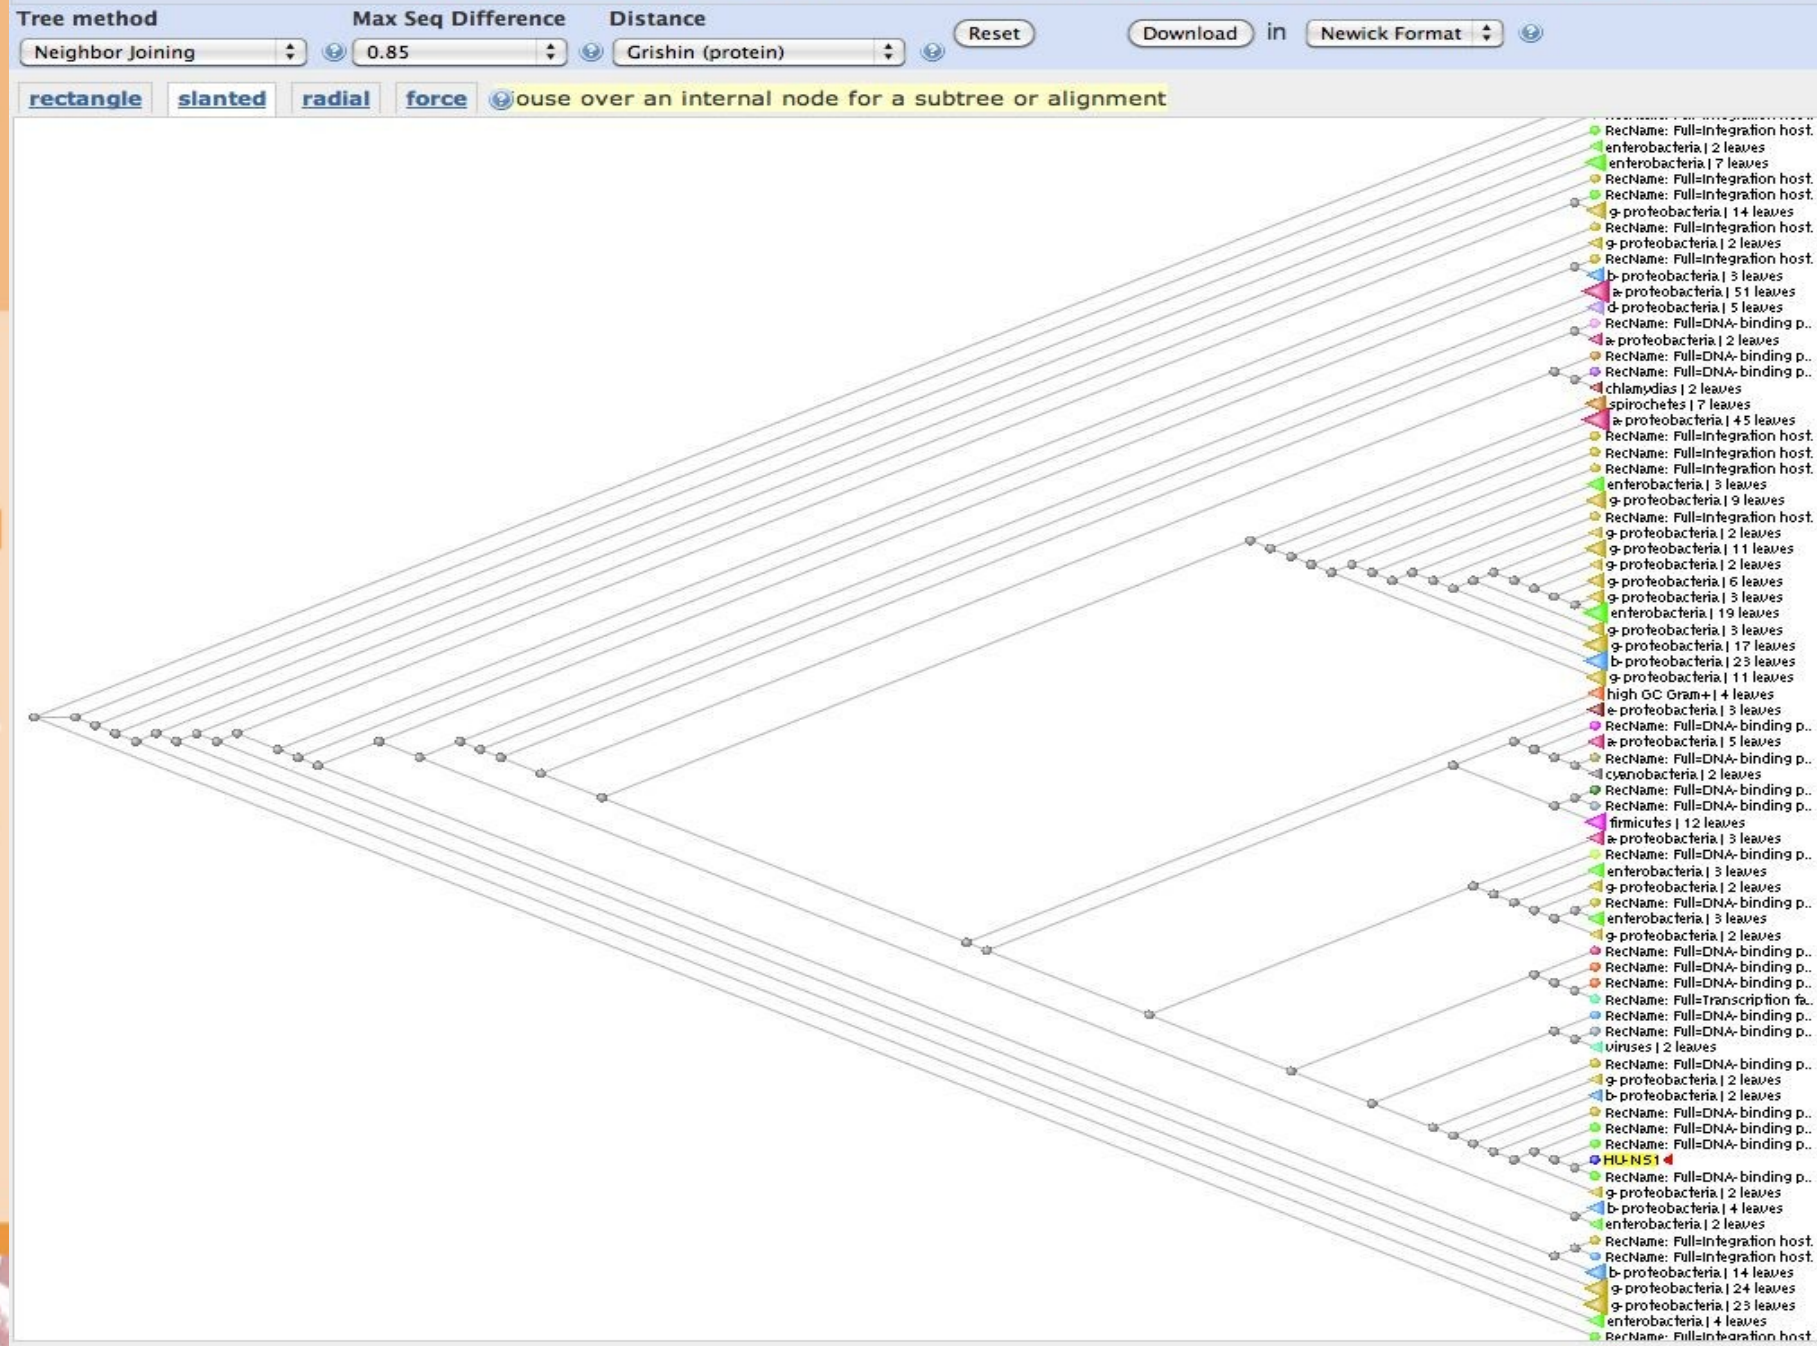 Tree method Max Seq Difference Distance
Neighbor Joining 0.85 Grishin (protein) Reset Download in Newick Format
rectangle slanted radial force ouse over an internal node for a subtree or alignment
RecName: Full=Integration host.
enterobacteria | 2 leaves
enterobacteria | 7 leaves
RecName: Full=Integration host.
RecName: Full=Integration host.
g-proteobacteria | 14 leaves
RecName: Full=Integration host.
g-proteobacteria | 2 leaves
RecName: Full=Integration host.
b-proteobacteria | 3 leaves
a-proteobacteria | 51 leaves
d-proteobacteria | 5 leaves
RecName: Full=DNA-binding p..
a-proteobacteria | 2 leaves
RecName: Full=DNA-binding p..
RecName: Full=DNA-binding p..
chlamydias | 2 leaves
spirochetes | 7 leaves
a-proteobacteria | 45 leaves
RecName: Full=Integration host.
RecName: Full=Integration host.
RecName: Full=Integration host.
enterobacteria | 3 leaves
g-proteobacteria | 9 leaves
RecName: Full=Integration host.
g-proteobacteria | 2 leaves
g-proteobacteria | 11 leaves
g-proteobacteria | 2 leaves
g-proteobacteria | 6 leaves
g-proteobacteria | 3 leaves
enterobacteria | 19 leaves
g-proteobacteria | 3 leaves
g-proteobacteria | 17 leaves
b-proteobacteria | 23 leaves
g-proteobacteria | 11 leaves
high GC Gram+ | 4 leaves
e-proteobacteria | 3 leaves
RecName: Full=DNA-binding p..
a-proteobacteria | 5 leaves
RecName: Full=DNA-binding p..
cyanobacteria | 2 leaves
RecName: Full=DNA-binding p..
RecName: Full=DNA-binding p..
firmicutes | 12 leaves
a-proteobacteria | 3 leaves
RecName: Full=DNA-binding p..
enterobacteria | 3 leaves
g-proteobacteria | 2 leaves
RecName: Full=DNA-binding p..
enterobacteria | 3 leaves
g-proteobacteria | 2 leaves
RecName: Full=DNA-binding p..
RecName: Full=DNA-binding p..
RecName: Full=DNA-binding p..
RecName: Full=Transcription fa..
RecName: Full=DNA-binding p..
RecName: Full=DNA-binding p..
viruses | 2 leaves
RecName: Full=DNA-binding p..
g-proteobacteria | 2 leaves
b-proteobacteria | 2 leaves
RecName: Full=DNA-binding p..
RecName: Full=DNA-binding p..
RecName: Full=DNA-binding p..
HU-NS1
RecName: Full=DNA-binding p..
g-proteobacteria | 2 leaves
b-proteobacteria | 4 leaves
enterobacteria | 2 leaves
RecName: Full=Integration host.
RecName: Full=Integration host.
b-proteobacteria | 14 leaves
g-proteobacteria | 24 leaves
g-proteobacteria | 23 leaves
enterobacteria | 4 leaves
RecName: Full=Integration host